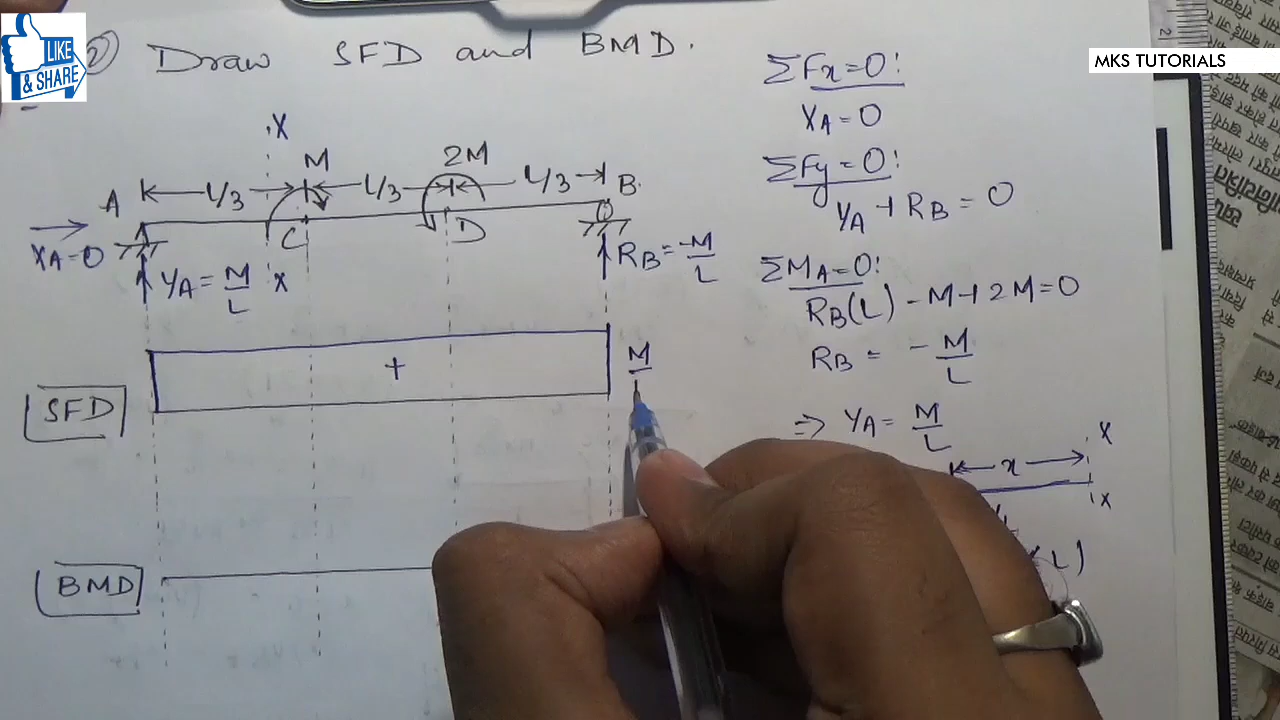 LIKE
& SHARE
MKS TUTORIALS
2) Draw SFD and BMD.
X
M
2M
A
L/3
L/3
L/3
B
XA=0
C
D
YA = M/L
X
RB = -M/L
SFD
+
M
BMD
ΣFx=0:
XA=0
ΣFy=0:
YA + RB = 0
ΣMA=0:
RB(L) - M + 2M = 0
RB = - M/L
⇒ YA = M/L
X
x
X
L)